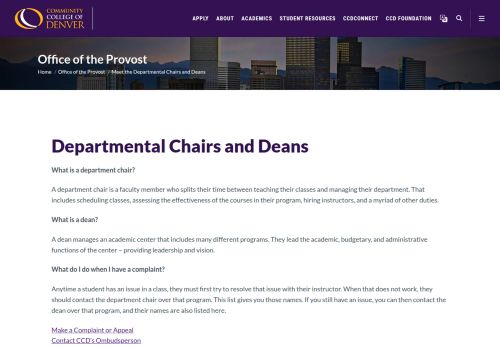 COMMUNITY
COLLEGE OF
DENVER
APPLY ABOUT ACADEMICS STUDENT RESOURCES CCDCONNECT CCD FOUNDATION
Office of the Provost
Home / Office of the Provost / Meet the Departmental Chairs and Deans
Departmental Chairs and Deans
What is a department chair?
A department chair is a faculty member who splits their time between teaching their classes and managing their department. That
includes scheduling classes, assessing the effectiveness of the courses in their program, hiring instructors, and a myriad of other duties.
What is a dean?
A dean manages an academic center that includes many different programs. They lead the academic, budgetary, and administrative
functions of the center – providing leadership and vision.
What do I do when I have a complaint?
Anytime a student has an issue in a class, they must first try to resolve that issue with their instructor. When that does not work, they
should contact the department chair over that program. This list gives you those names. If you still have an issue, you can then contact the
dean over that program, and their names are also listed here.
Make a Complaint or Appeal
Contact CCD's Ombudsperson